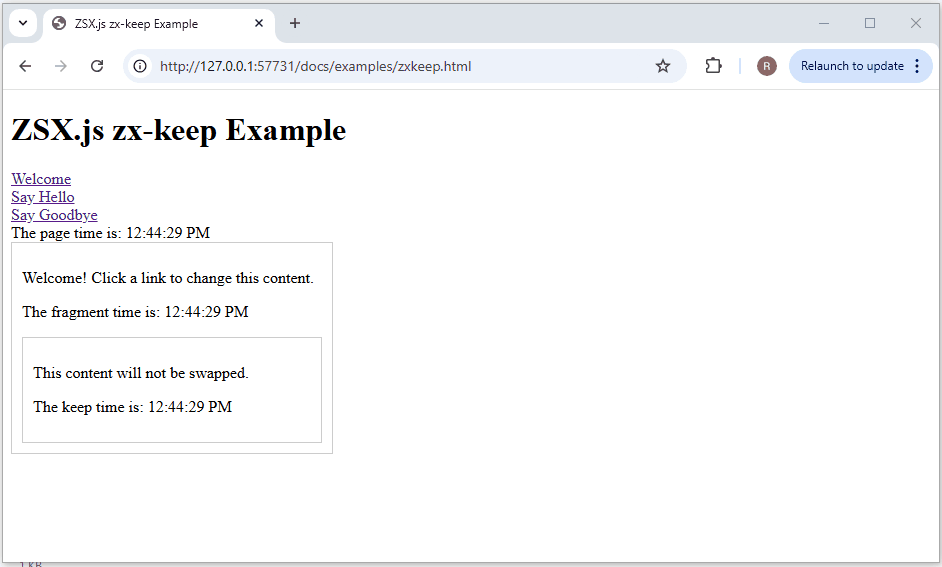 ZSX.js zx-keep Example
http://127.0.0.1:57731/docs/examples/zxkeep.html
R
Relaunch to update
ZSX.js zx-keep Example
Welcome
Say Hello
Say Goodbye
The page time is: 12:44:29 PM
Welcome! Click a link to change this content.
The fragment time is: 12:44:29 PM
This content will not be swapped.
The keep time is: 12:44:29 PM